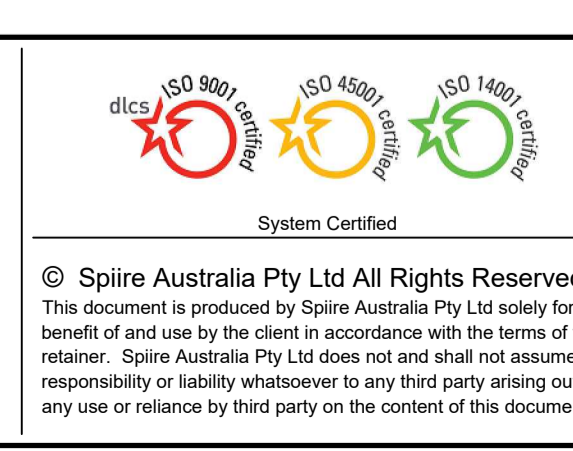 dlcs
ISO 9001 certified
ISO 45001 certified
ISO 14001 certified
System Certified
© Spiire Australia Pty Ltd All Rights Reserved
This document is produced by Spiire Australia Pty Ltd solely for
benefit of and use by the client in accordance with the terms of
retainer. Spiire Australia Pty Ltd does not and shall not assume
responsibility or liability whatsoever to any third party arising ou
any use or reliance by third party on the content of this docume